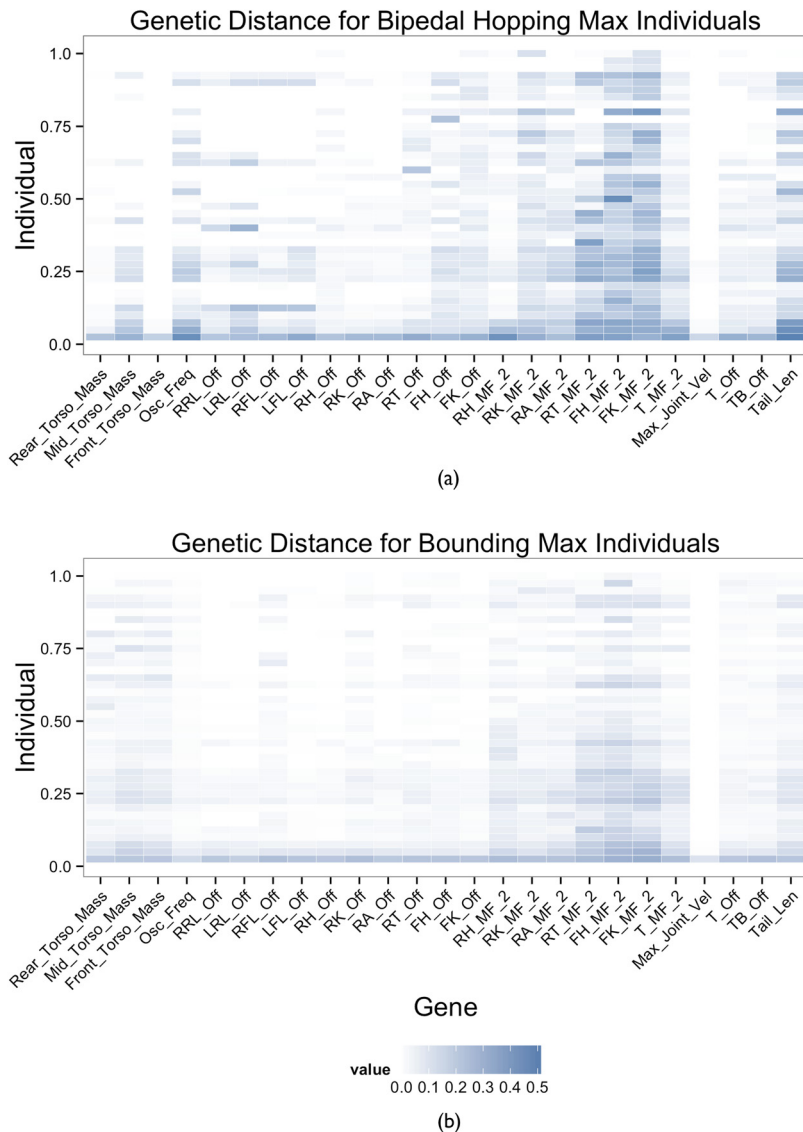 Genetic Distance for Bipedal Hopping Max Individuals
Individual
1.0
0.75
0.50
0.25
0.0
Rear_Torso_Mass
Mid_Torso_Mass
Front_Torso_Mass
Osc_Freq
RRL_Off
LRL_Off
RFL_Off
LFL_Off
RH_Off
RK_Off
RA_Off
RT_Off
FH_Off
FK_Off
RH_MF_2
RK_MF_2
RA_MF_2
RT_MF_2
FH_MF_2
FK_MF_2
T_MF_2
Max_Joint_Vel
T_Off
TB_Off
Tail_Len
(a)
Genetic Distance for Bounding Max Individuals
Individual
1.0
0.75
0.50
0.25
0.0
Rear_Torso_Mass
Mid_Torso_Mass
Front_Torso_Mass
Osc_Freq
RRL_Off
LRL_Off
RFL_Off
LFL_Off
RH_Off
RK_Off
RA_Off
RT_Off
FH_Off
FK_Off
RH_MF_2
RK_MF_2
RA_MF_2
RT_MF_2
FH_MF_2
FK_MF_2
T_MF_2
Max_Joint_Vel
T_Off
TB_Off
Tail_Len
Gene
value
0.0 0.1 0.2 0.3 0.4 0.5
(b)